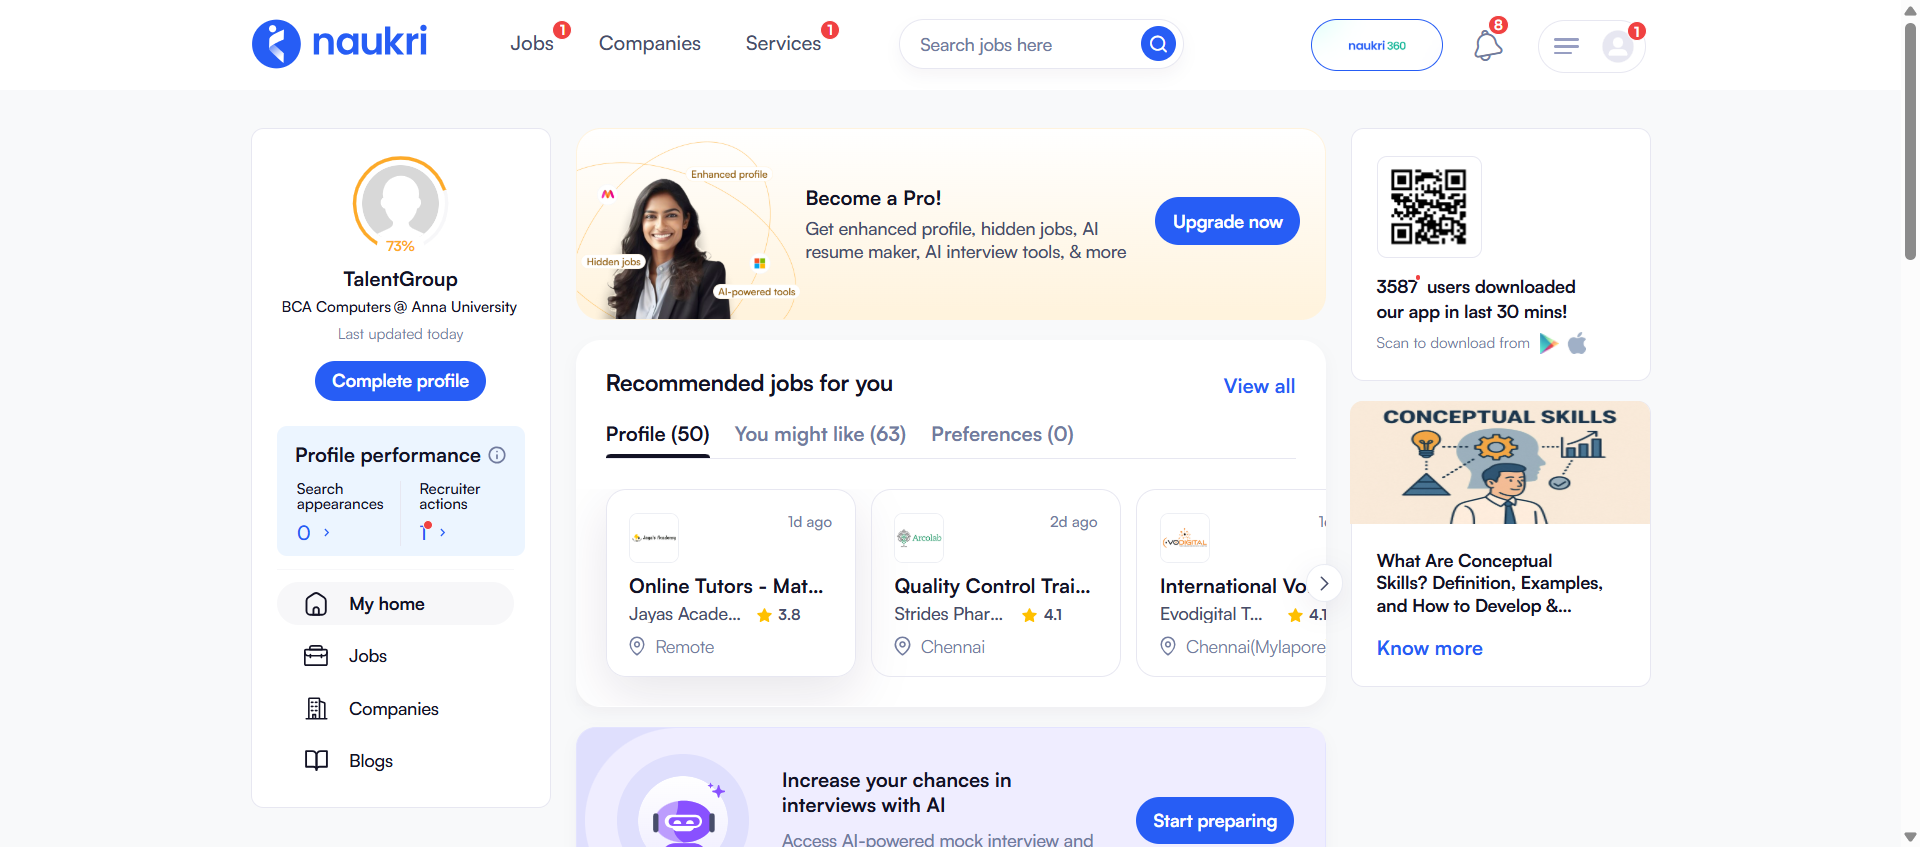 naukri
Jobs
1
Companies
Services
1
Search jobs here
naukri 360
8
1
73%
TalentGroup
BCA Computers @ Anna University
Last updated today
Complete profile
Profile performance
Search
appearances
0
Recruiter
actions
1
My home
Jobs
Companies
Blogs
Enhanced profile
Hidden jobs
AI-powered tools
Become a Pro!
Get enhanced profile, hidden jobs, AI
resume maker, AI interview tools, & more
Upgrade now
Recommended jobs for you
View all
Profile (50)
You might like (63)
Preferences (0)
Jaya's Academy
1d ago
Online Tutors - Mat...
Jayas Acade...
3.8
Remote
Arcolab
2d ago
Quality Control Trai...
Strides Phar...
4.1
Chennai
VODIGITAL
International Vo
Evodigital T...
4.1
Chennai(Mylapore
Increase your chances in
interviews with AI
Access AI-powered mock interview and
Start preparing
3587 users downloaded
our app in last 30 mins!
Scan to download from
CONCEPTUAL SKILLS
What Are Conceptual
Skills? Definition, Examples,
and How to Develop &...
Know more